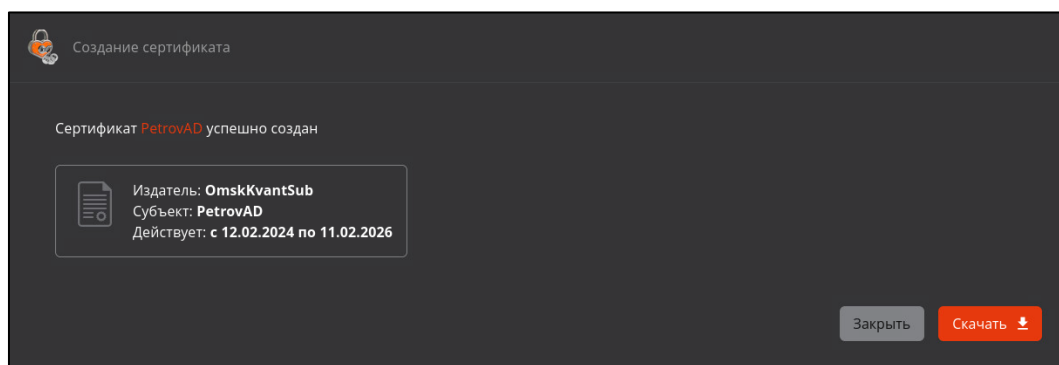 Создание сертификата
Сертификат PetrovAD успешно создан
Издатель: OmskKvantSub
Субъект: PetrovAD
Действует: с 12.02.2024 по 11.02.2026
Закрыть
Скачать